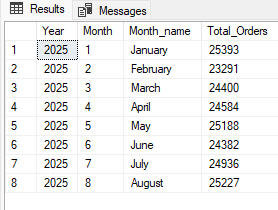 Results Messages
Year Month Month_name Total_Orders
1 2025 1 January 25393
2 2025 2 February 23291
3 2025 3 March 24400
4 2025 4 April 24584
5 2025 5 May 25188
6 2025 6 June 24382
7 2025 7 July 24936
8 2025 8 August 25227